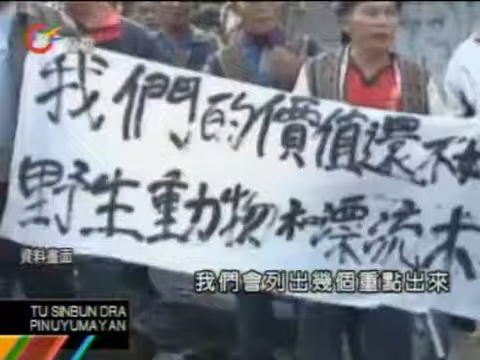 我們的價值還不如
野生動物和漂流木
資料畫面
我們會列出幾個重點出來
TU SINBUN DRA
PINUYUMAYAN